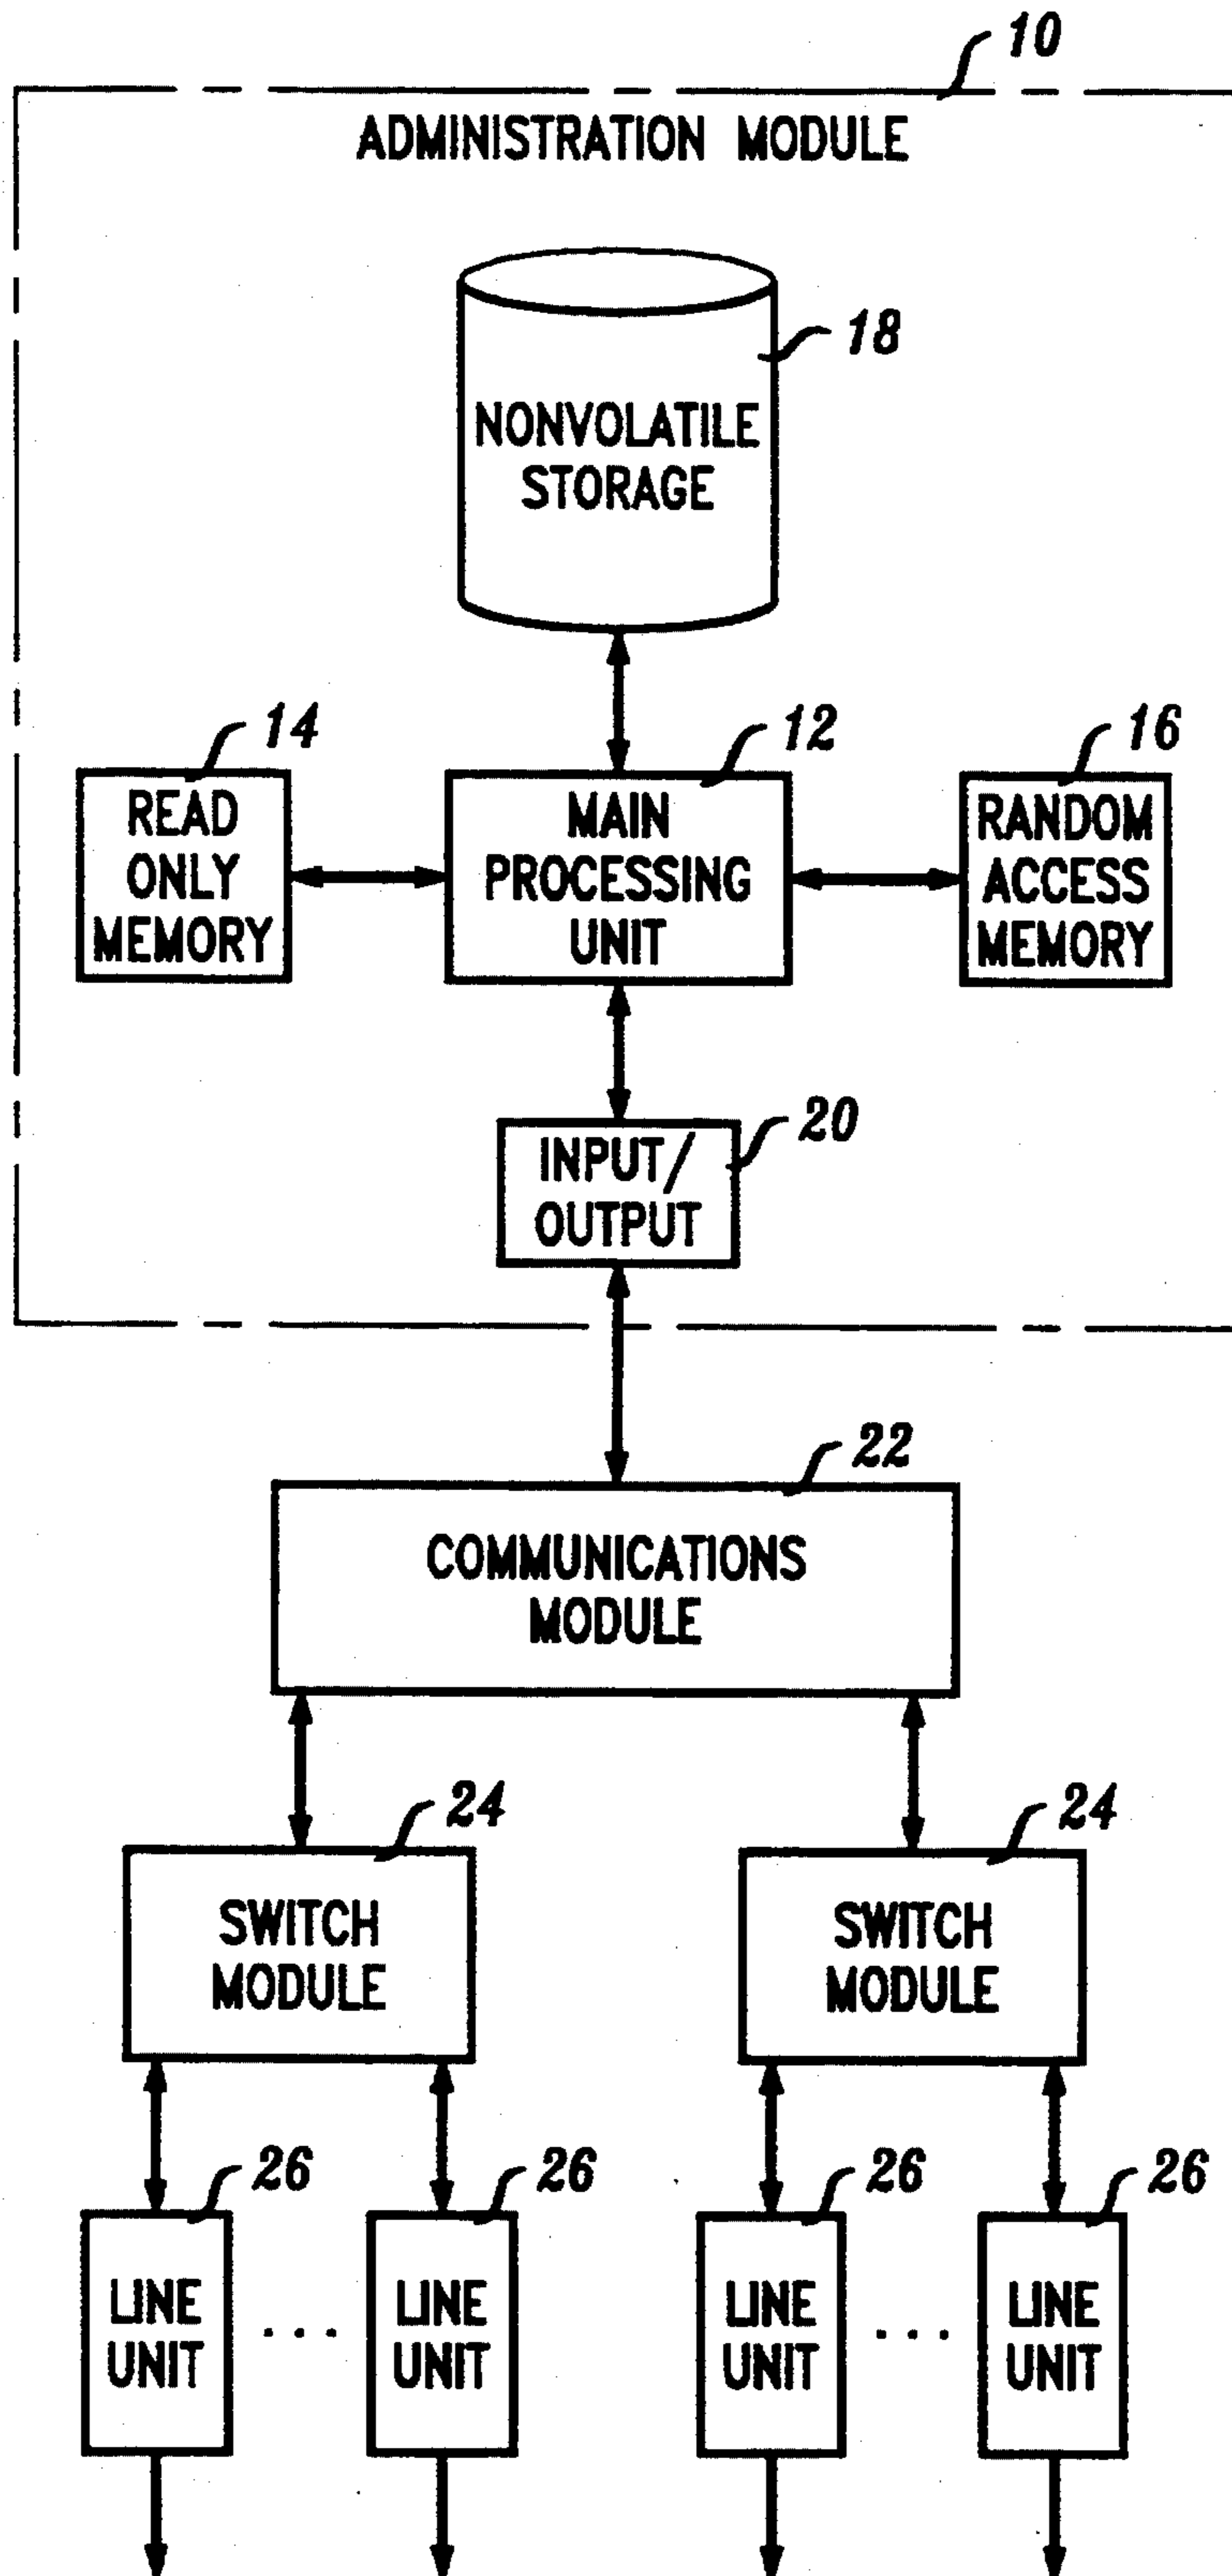 10
ADMINISTRATION MODULE
18
NONVOLATILE
STORAGE
14
READ
ONLY
MEMORY
12
MAIN
PROCESSING
UNIT
16
RANDOM
ACCESS
MEMORY
20
INPUT/
OUTPUT
22
COMMUNICATIONS
MODULE
24
SWITCH
MODULE
24
SWITCH
MODULE
26
LINE
UNIT
...
26
LINE
UNIT
26
LINE
UNIT
...
26
LINE
UNIT